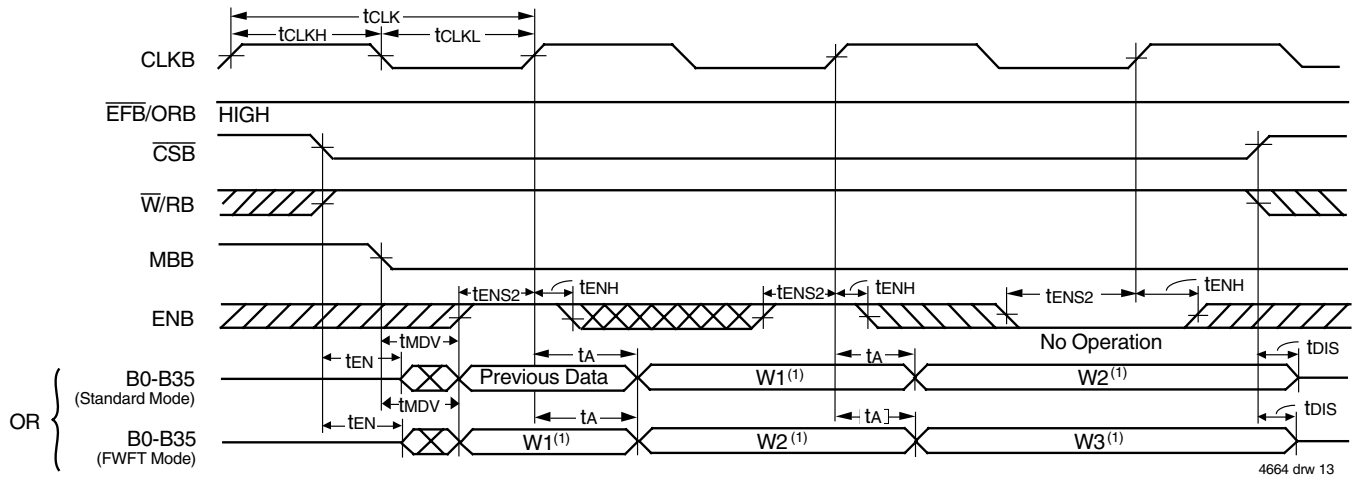 tCLK
tCLKH tCLKL
CLKB
EFB/ORB HIGH
CSB
W/RB
MBB
tENS2 tENH tENS2 tENH tENS2 tENH
ENB
tMDV No Operation
tEN tA tA tDIS
B0-B35 Previous Data W1(1) W2(1)
(Standard Mode)
OR tMDV
tEN tA tA tDIS
B0-B35 W1(1) W2(1) W3(1)
(FWFT Mode)
4664 drw 13